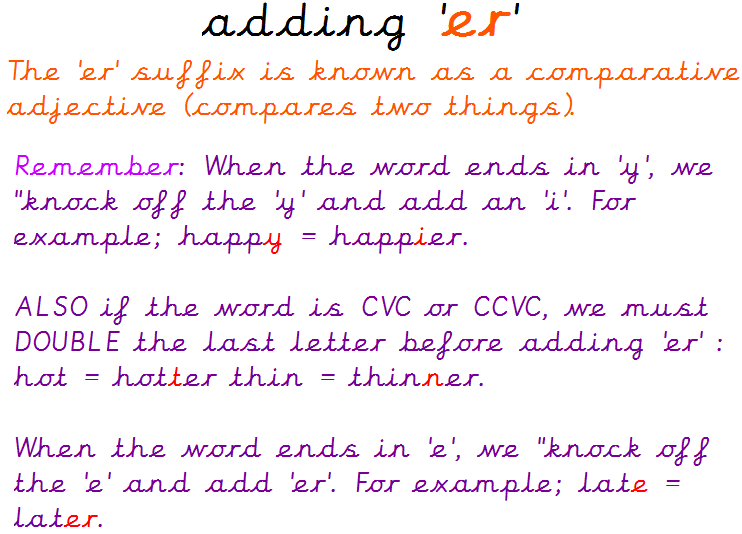 adding 'er'
The 'er' suffix is known as a comparative
adjective (compares two things).
Remember: When the word ends in 'y', we
"knock off the 'y' and add an 'i'. For
example; happy = happier.
ALSO if the word is CVC or CCVC, we must
DOUBLE the last letter before adding 'er' :
hot = hotter thin = thinner.
When the word ends in 'e', we "knock off
the 'e' and add 'er'. For example; late =
later.